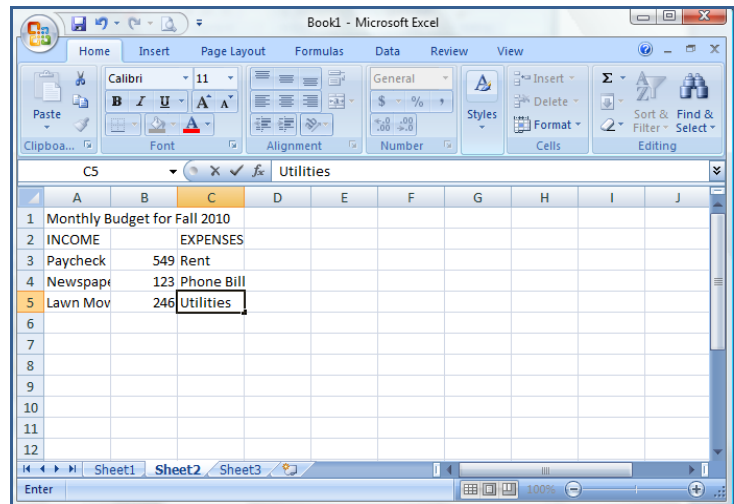 Book1 - Microsoft Excel
Home Insert Page Layout Formulas Data Review View
Calibri 11 General Insert
Paste B I U A A $ % , Styles Delete Sort & Find &
A .00 .00 Format Filter Select
Clipboa... Font Alignment Number Cells Editing
C5 fx Utilities
A B C D E F G H I J
1 Monthly Budget for Fall 2010
2 INCOME EXPENSES
3 Paycheck 549 Rent
4 Newspape 123 Phone Bill
5 Lawn Mov 246 Utilities
6
7
8
9
10
11
12
Sheet1 Sheet2 Sheet3
Enter 100%